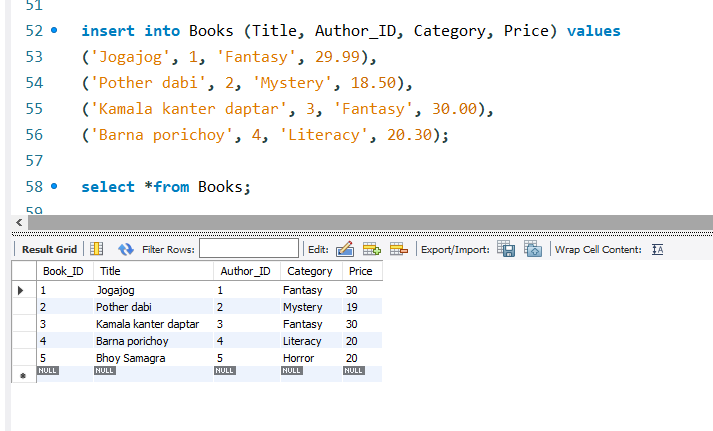 51
52 insert into Books (Title, Author_ID, Category, Price) values
53 ('Jogajog', 1, 'Fantasy', 29.99),
54 ('Pother dabi', 2, 'Mystery', 18.50),
55 ('Kamala kanter daptar', 3, 'Fantasy', 30.00),
56 ('Barna porichoy', 4, 'Literacy', 20.30);
57
58 select *from Books;
59
Result Grid Filter Rows: Edit: Export/Import: Wrap Cell Content: IA
Book_ID Title Author_ID Category Price
1 Jogajog 1 Fantasy 30
2 Pother dabi 2 Mystery 19
3 Kamala kanter daptar 3 Fantasy 30
4 Barna porichoy 4 Literacy 20
5 Bhoy Samagra 5 Horror 20
NULL NULL NULL NULL NULL